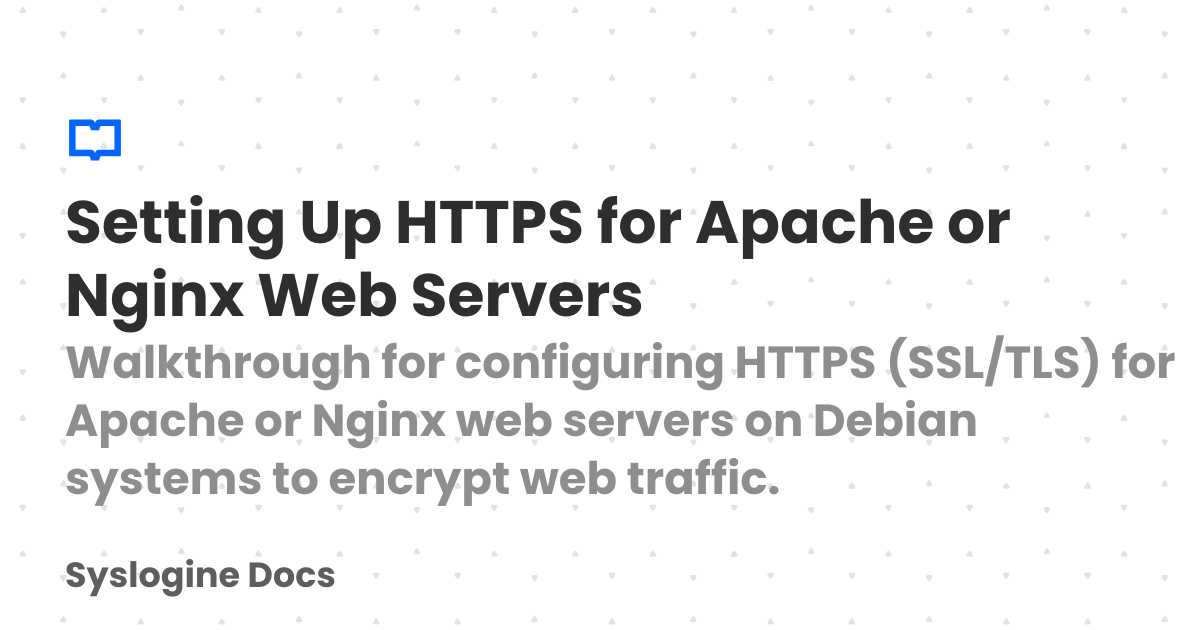 Setting Up HTTPS for Apache or
Nginx Web Servers
Walkthrough for configuring HTTPS (SSL/TLS) for
Apache or Nginx web servers on Debian
systems to encrypt web traffic.
Syslogine Docs